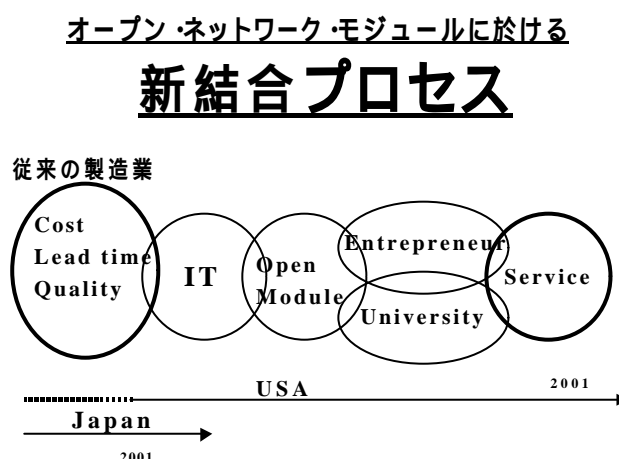 オープン・ネットワーク・モジュールに於ける
新結合プロセス
従来の製造業
Cost
Lead time
Quality
IT
Open
Module
Entrepreneur
University
Service
USA
2001
Japan
2001